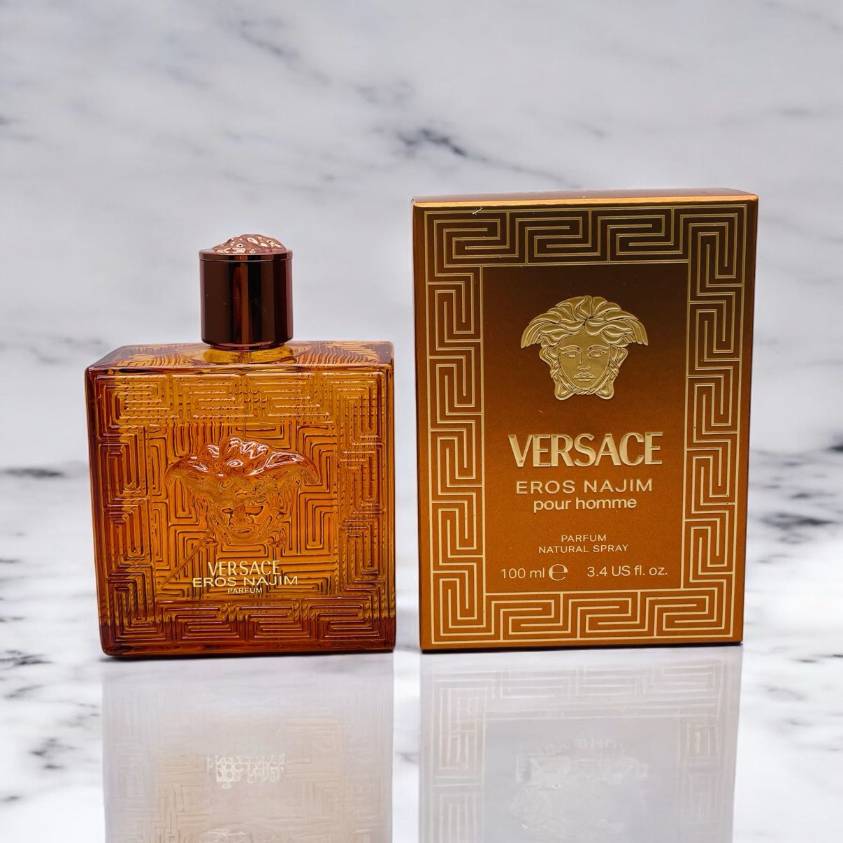 VERSACE
EROS NAJIM
PARFUM
VERSACE
EROS NAJIM
pour homme
PARFUM
NATURAL SPRAY
100 ml ℮ 3.4 US fl. oz.